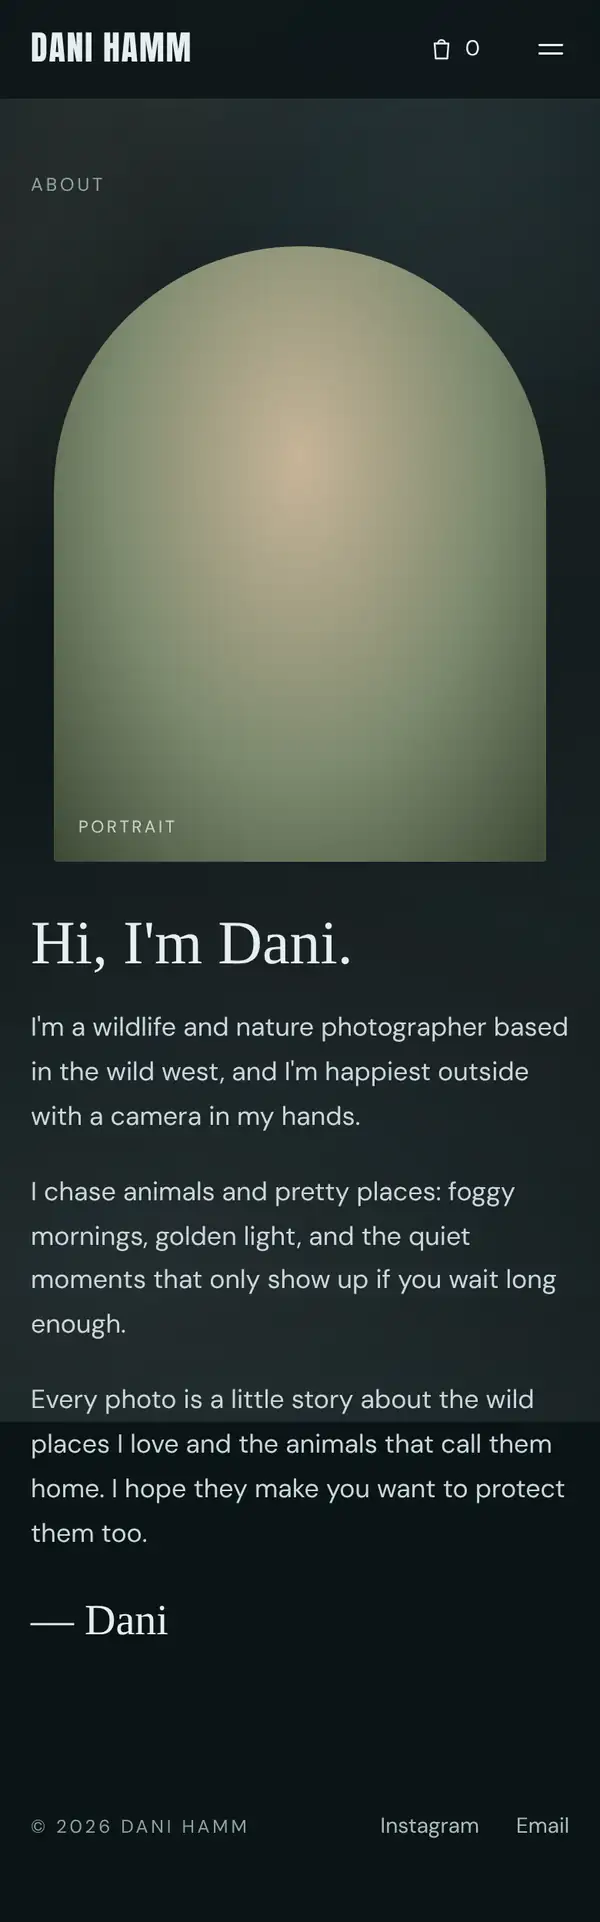 DANI HAMM
0
ABOUT
PORTRAIT
Hi, I'm Dani.
I'm a wildlife and nature photographer based
in the wild west, and I'm happiest outside
with a camera in my hands.
I chase animals and pretty places: foggy
mornings, golden light, and the quiet
moments that only show up if you wait long
enough.
Every photo is a little story about the wild
places I love and the animals that call them
home. I hope they make you want to protect
them too.
— Dani
© 2026 DANI HAMM
Instagram
Email